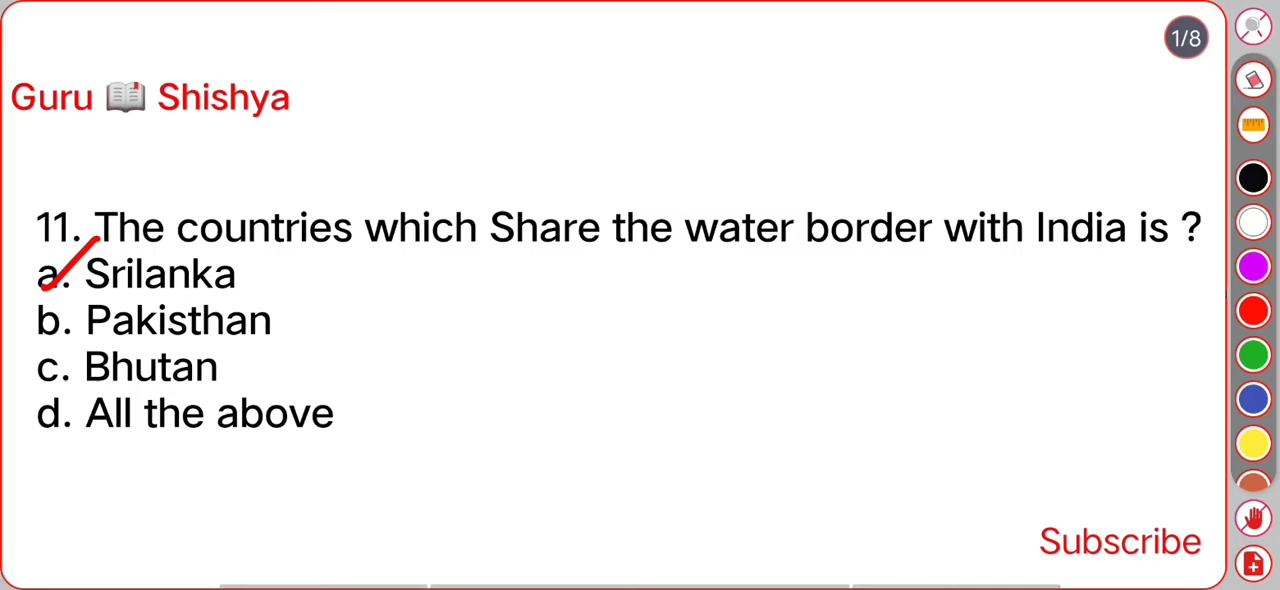 1/8
Guru 📖 Shishya
11. The countries which Share the water border with India is ?
a. Srilanka
b. Pakisthan
c. Bhutan
d. All the above
Subscribe